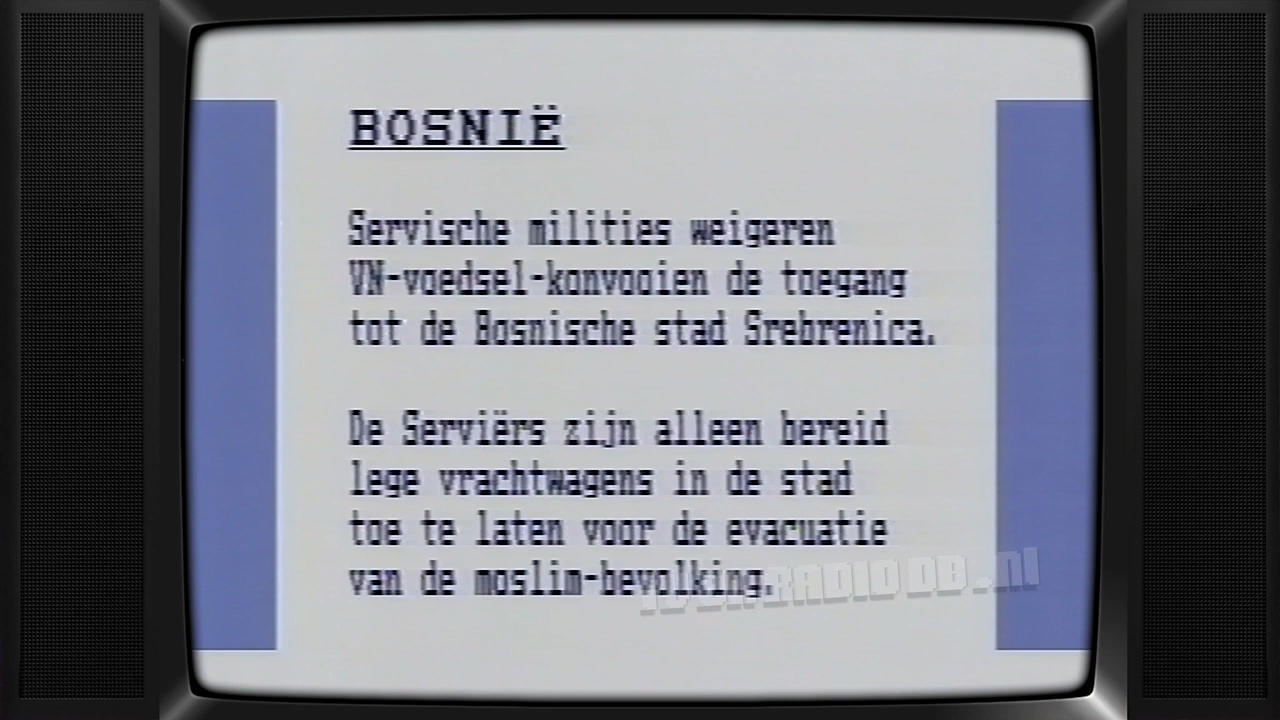 BOSNIË
Servische milities weigeren
VN-voedsel-konvooien de toegang
tot de Bosnische stad Srebrenica.
De Serviërs zijn alleen bereid
lege vrachtwagens in de stad
toe te laten voor de evacuatie
van de moslim-bevolking.